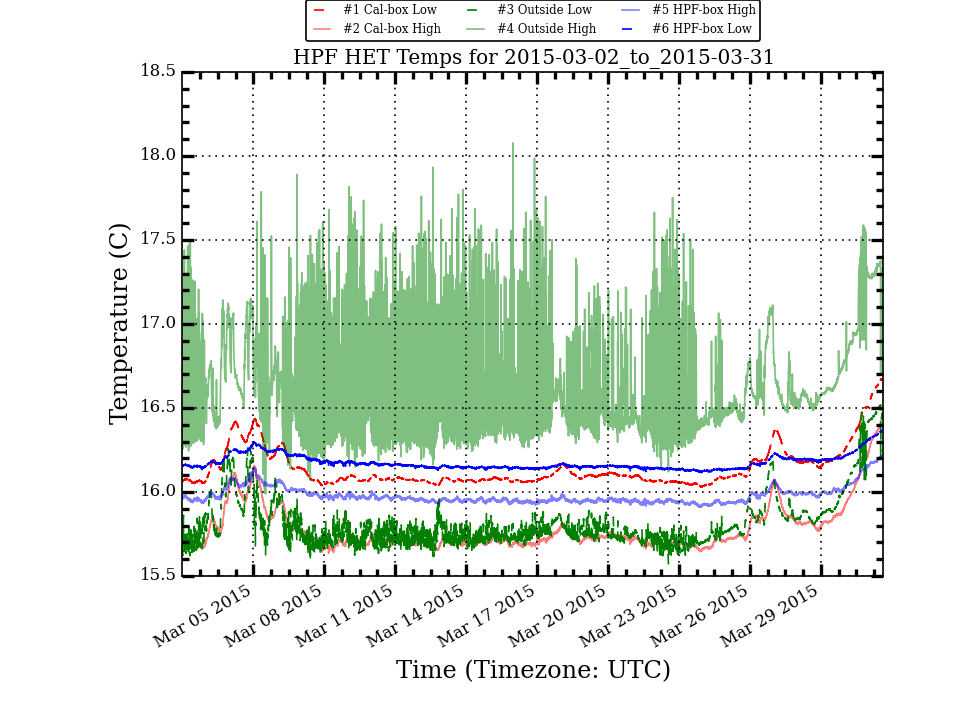 #1 Cal-box Low #3 Outside Low #5 HPF-box High
#2 Cal-box High #4 Outside High #6 HPF-box Low
HPF HET Temps for 2015-03-02_to_2015-03-31
18.5
18.0
17.5
17.0
16.5
16.0
15.5
Temperature (C)
Mar 05 2015
Mar 08 2015
Mar 11 2015
Mar 14 2015
Mar 17 2015
Mar 20 2015
Mar 23 2015
Mar 26 2015
Mar 29 2015
Time (Timezone: UTC)